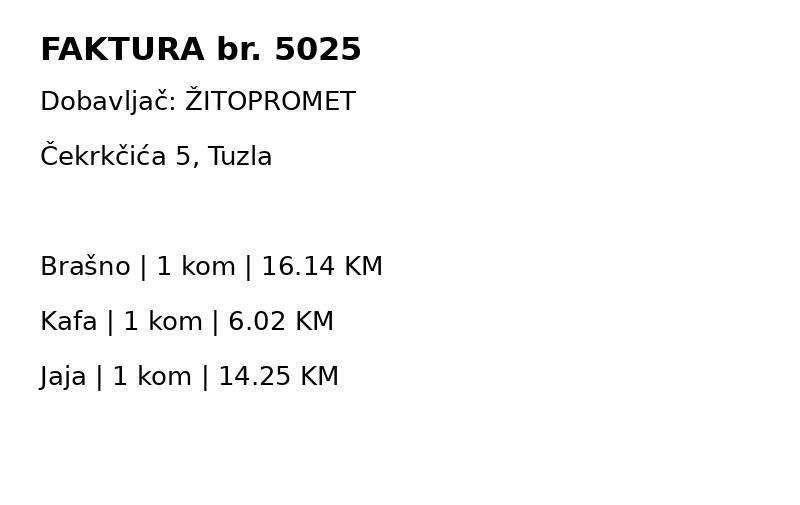 FAKTURA br. 5025
Dobavljač: ŽITOPROMET
Čekrkčića 5, Tuzla
Brašno | 1 kom | 16.14 KM
Kafa | 1 kom | 6.02 KM
Jaja | 1 kom | 14.25 KM